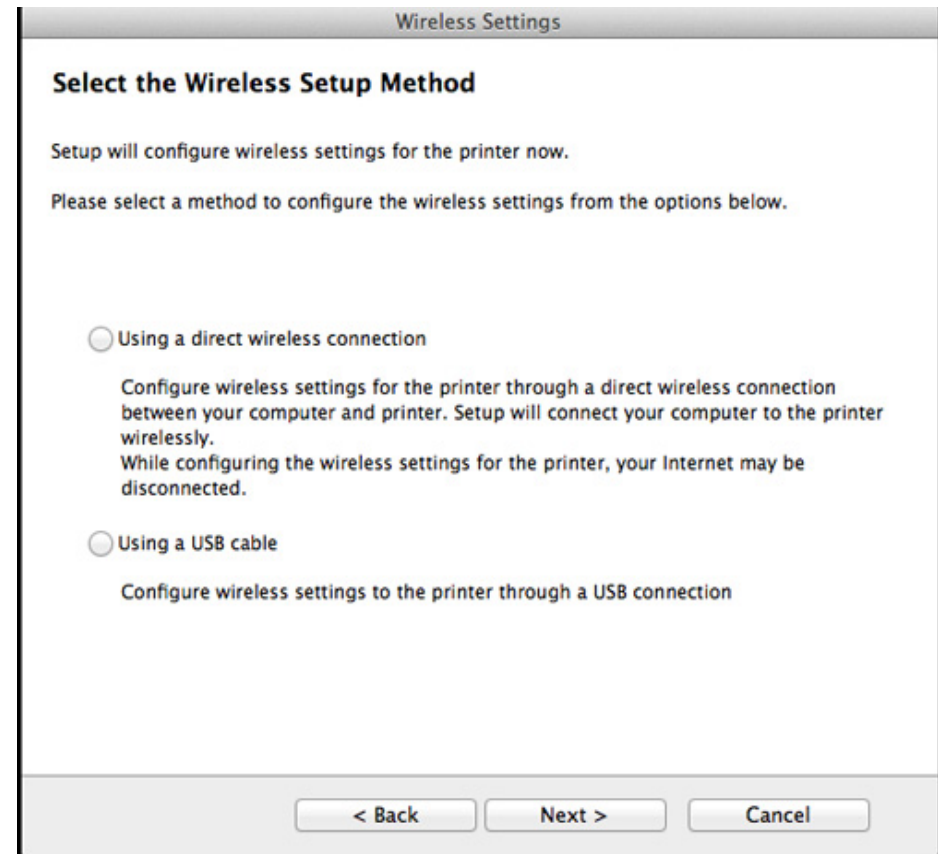 Wireless Settings
Select the Wireless Setup Method
Setup will configure wireless settings for the printer now.
Please select a method to configure the wireless settings from the options below.
Using a direct wireless connection
Configure wireless settings for the printer through a direct wireless connection
between your computer and printer. Setup will connect your computer to the printer
wirelessly.
While configuring the wireless settings for the printer, your Internet may be
disconnected.
Using a USB cable
Configure wireless settings to the printer through a USB connection
< Back Next > Cancel